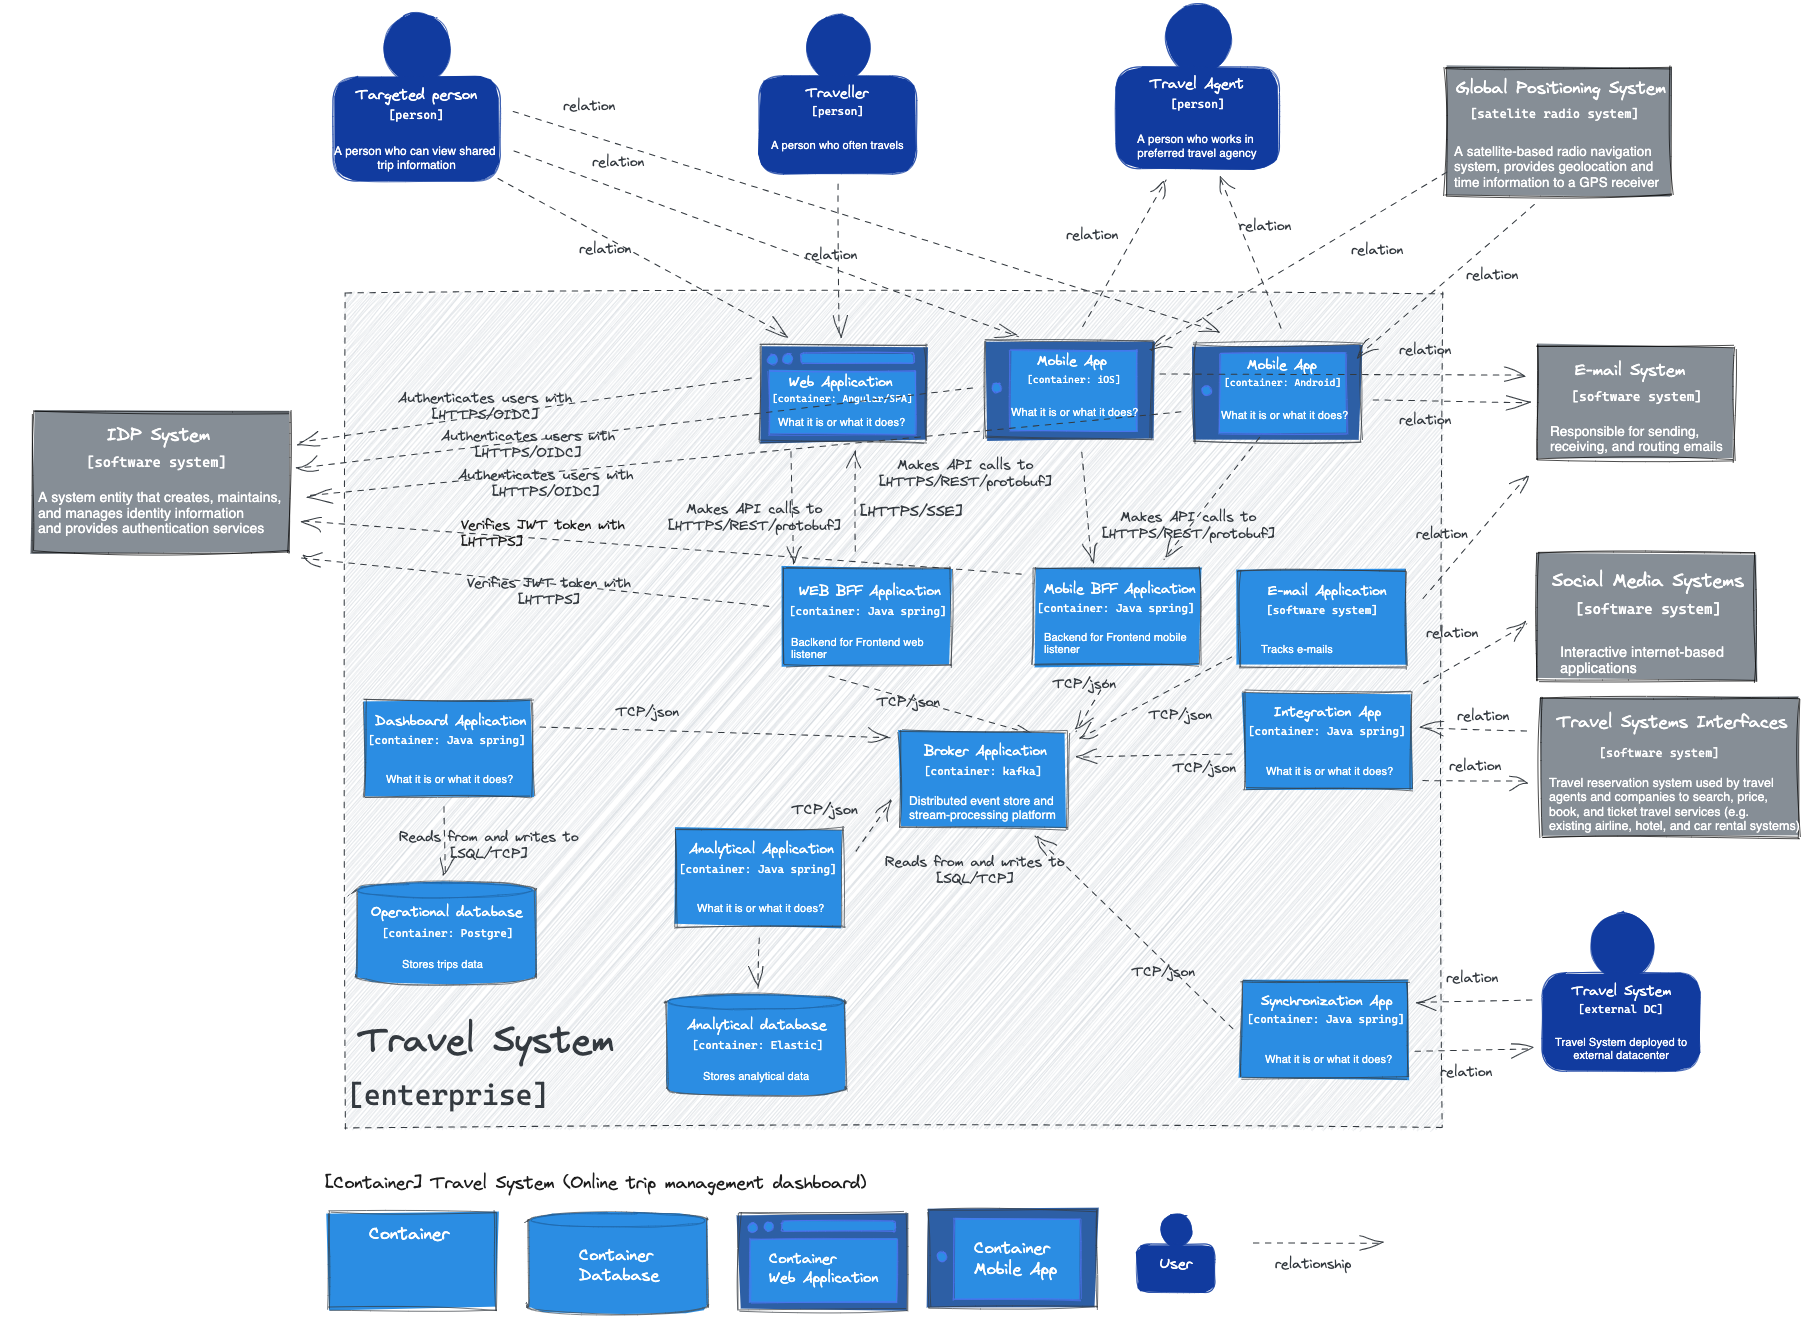 Targeted person
[person]
A person who can view shared
trip information
Traveller
[person]
A person who often travels
Travel Agent
[person]
A person who works in
preferred travel agency
Global Positioning System
[satelite radio system]
A satellite-based radio navigation
system, provides geolocation and
time information to a GPS receiver
relation
relation
relation
relation
relation
relation
relation
relation
Web Application
[container: Angular/SPA]
What it is or what it does?
Mobile App
[container: iOS]
What it is or what it does?
Mobile App
[container: Android]
What it is or what it does?
relation
relation
E-mail System
[software system]
Responsible for sending,
receiving, and routing emails
IDP System
[software system]
A system entity that creates, maintains,
and manages identity information
and provides authentication services
Authenticates users with
[HTTPS/OIDC]
Authenticates users with
[HTTPS/OIDC]
Authenticates users with
[HTTPS/OIDC]
Verifies JWT token with
[HTTPS]
Verifies JWT token with
[HTTPS]
Makes API calls to
[HTTPS/REST/protobuf]
Makes API calls to
[HTTPS/REST/protobuf]
[HTTPS/SSE]
Makes API calls to
[HTTPS/REST/protobuf]
relation
WEB BFF Application
[container: Java spring]
Baclkend for Frontend web
listener
Mobile BFF Application
[container: Java spring]
Backend for Frontend mobile
listener
E-mail Application
[software system]
Tracks e-mails
Social Media Systems
[software system]
Interactive internet-based
applications
relation
TCP/json
TCP/json
TCP/json
TCP/json
TCP/json
Dashboard Application
[container: Java spring]
What it is or what it does?
Broker Application
[container: kafka]
Distributed event store and
stream-processing platform
Integration App
[container: Java spring]
What it is or what it does?
relation
relation
Travel Systems Interfaces
[software system]
Travel reservation system used by travel
agents and companies to search, price,
book, and ticket travel services (e.g.
existing airline, hotel, and car rental systems)
Reads from and writes to
[SQL/TCP]
TCP/json
Analytical Application
[container: Java spring]
What it is or what it does?
Reads from and writes to
[SQL/TCP]
Operational database
[container: Postgre]
Stores trips data
TCP/json
Analytical database
[container: Elastic]
Stores analytical data
Synchronization App
[container: Java spring]
What it is or what it does?
relation
relation
Travel System
[external DC]
Travel System deployed to
external datacenter
Travel System
[enterprise]
[Container] Travel System (Online trip management dashboard)
Container
Container
Database
Container
Web Application
Container
Mobile App
User
relationship